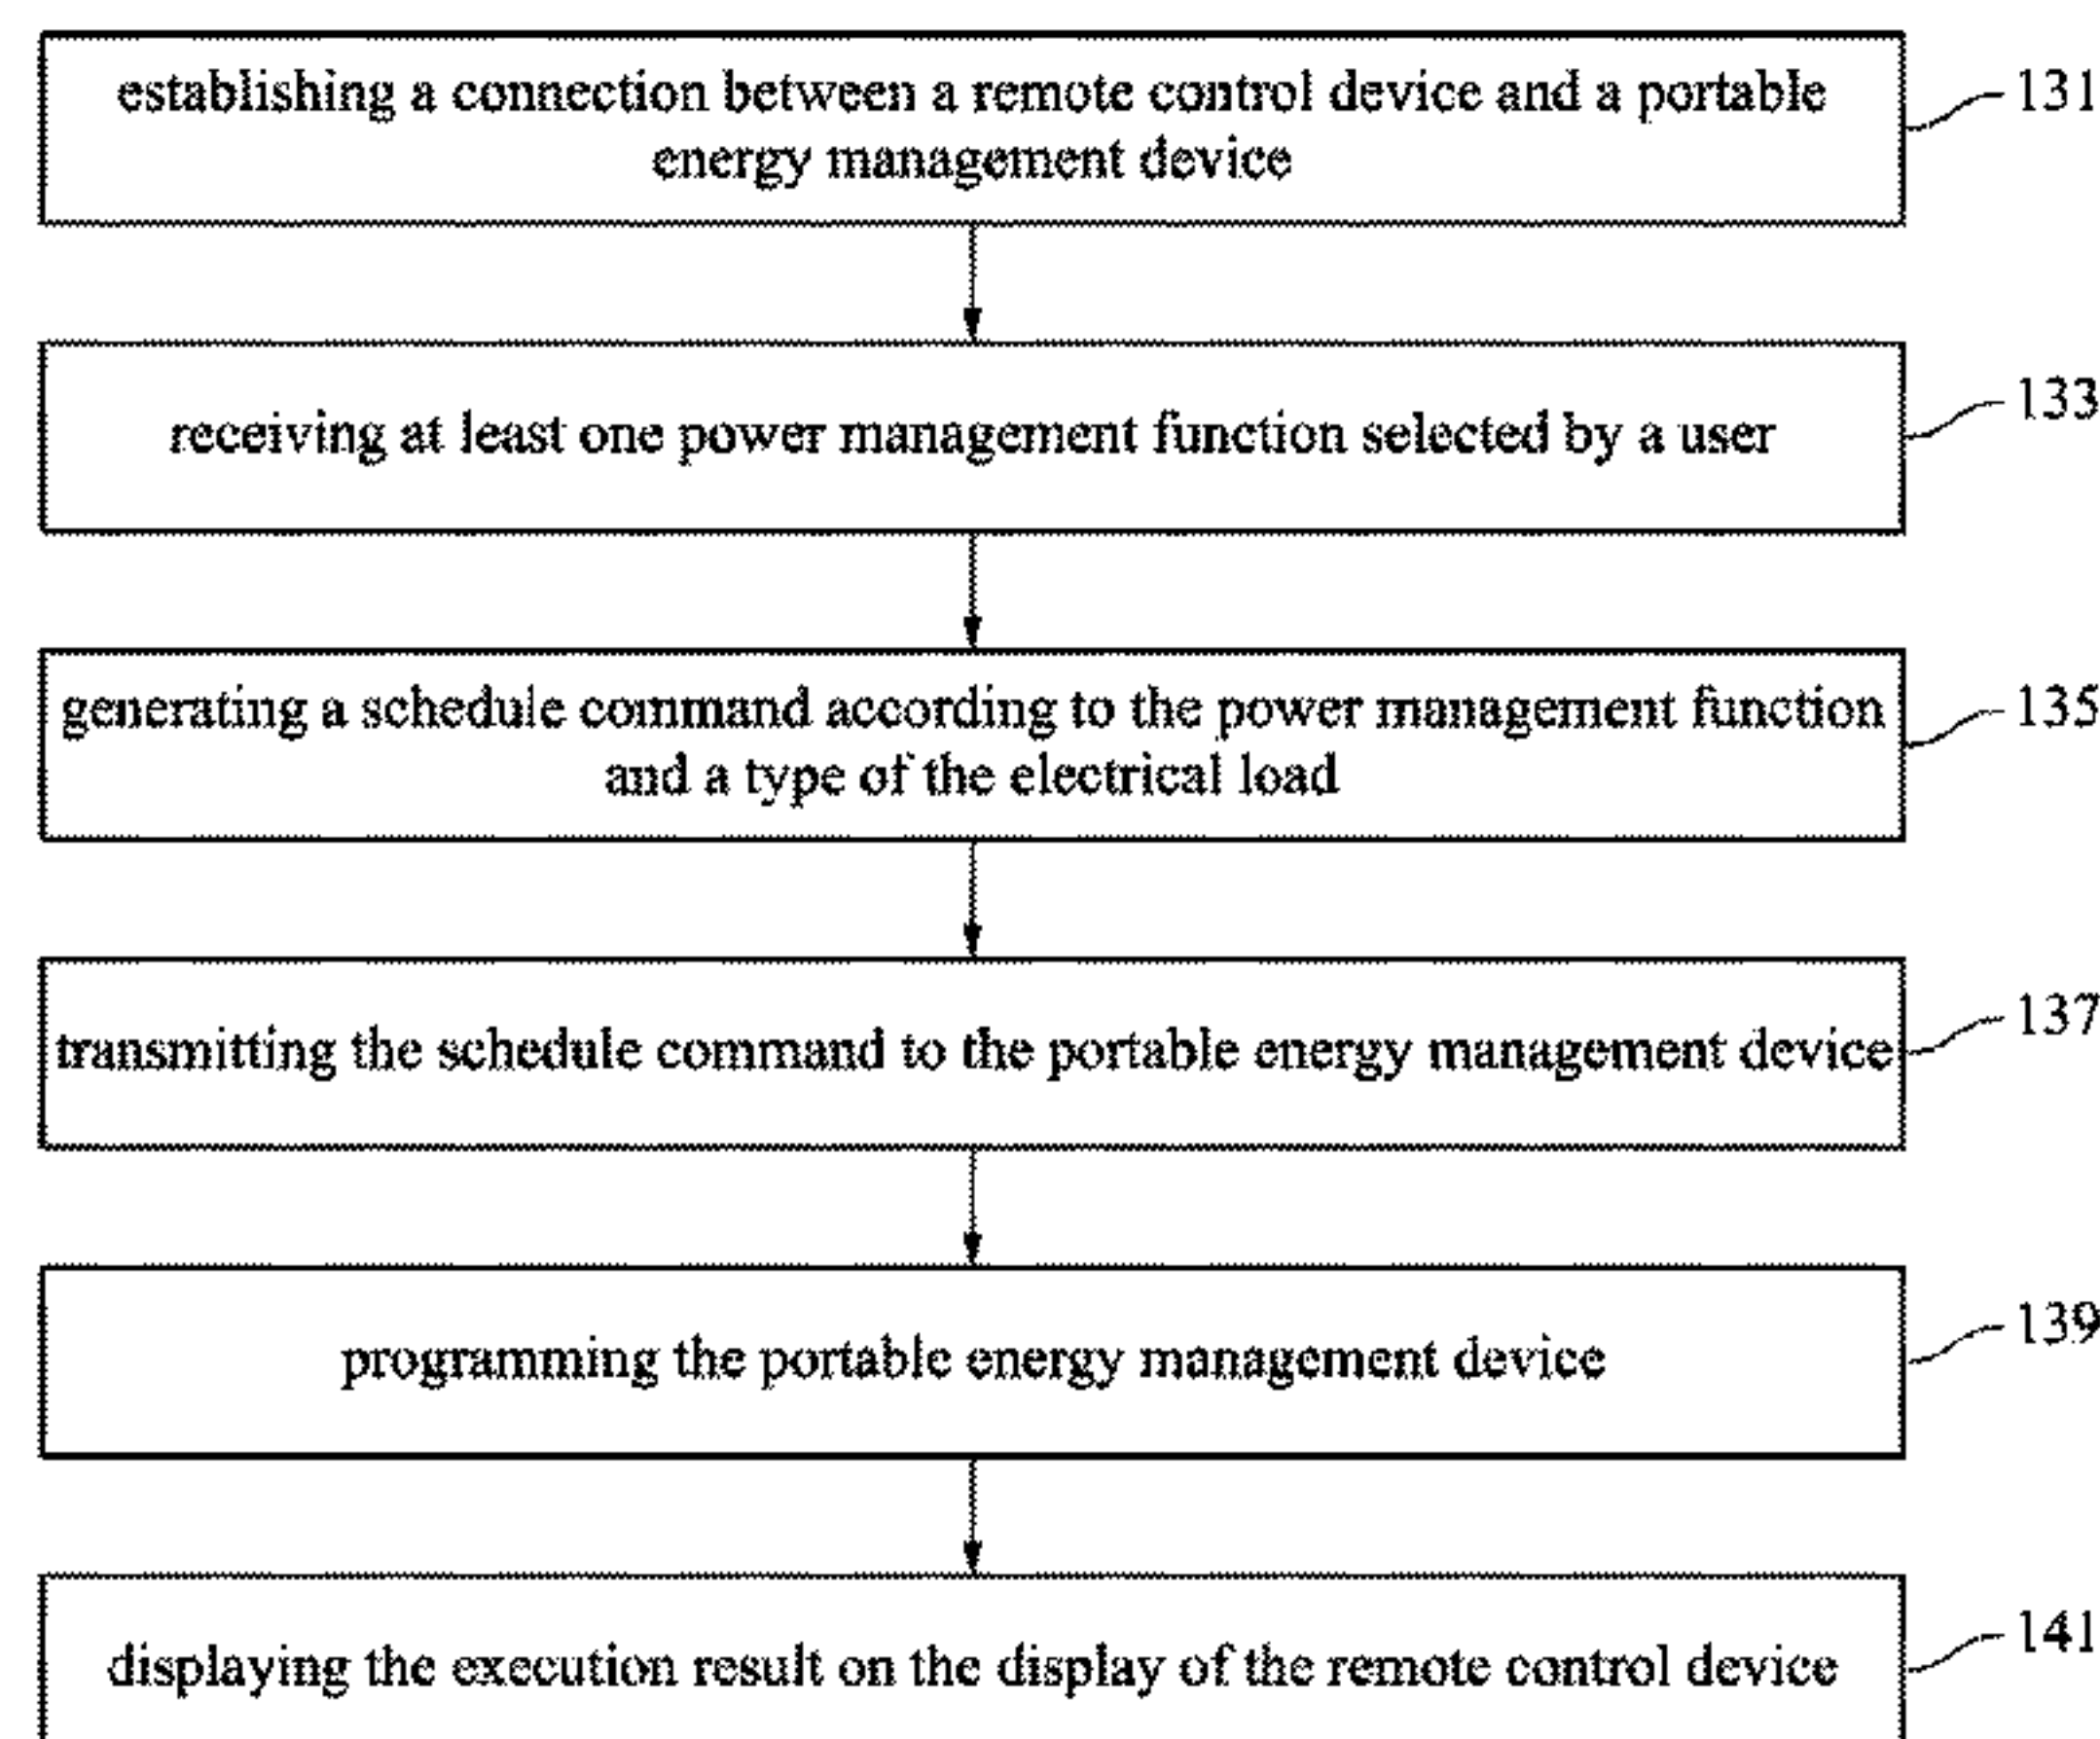 establishing a connection between a remote control device and a portable
energy management device
131
receiving at least one power management function selected by a user
133
generating a schedule command according to the power management function
and a type of the electrical load
135
transmitting the schedule command to the portable energy management device
137
programming the portable energy management device
139
displaying the execution result on the display of the remote control device
141